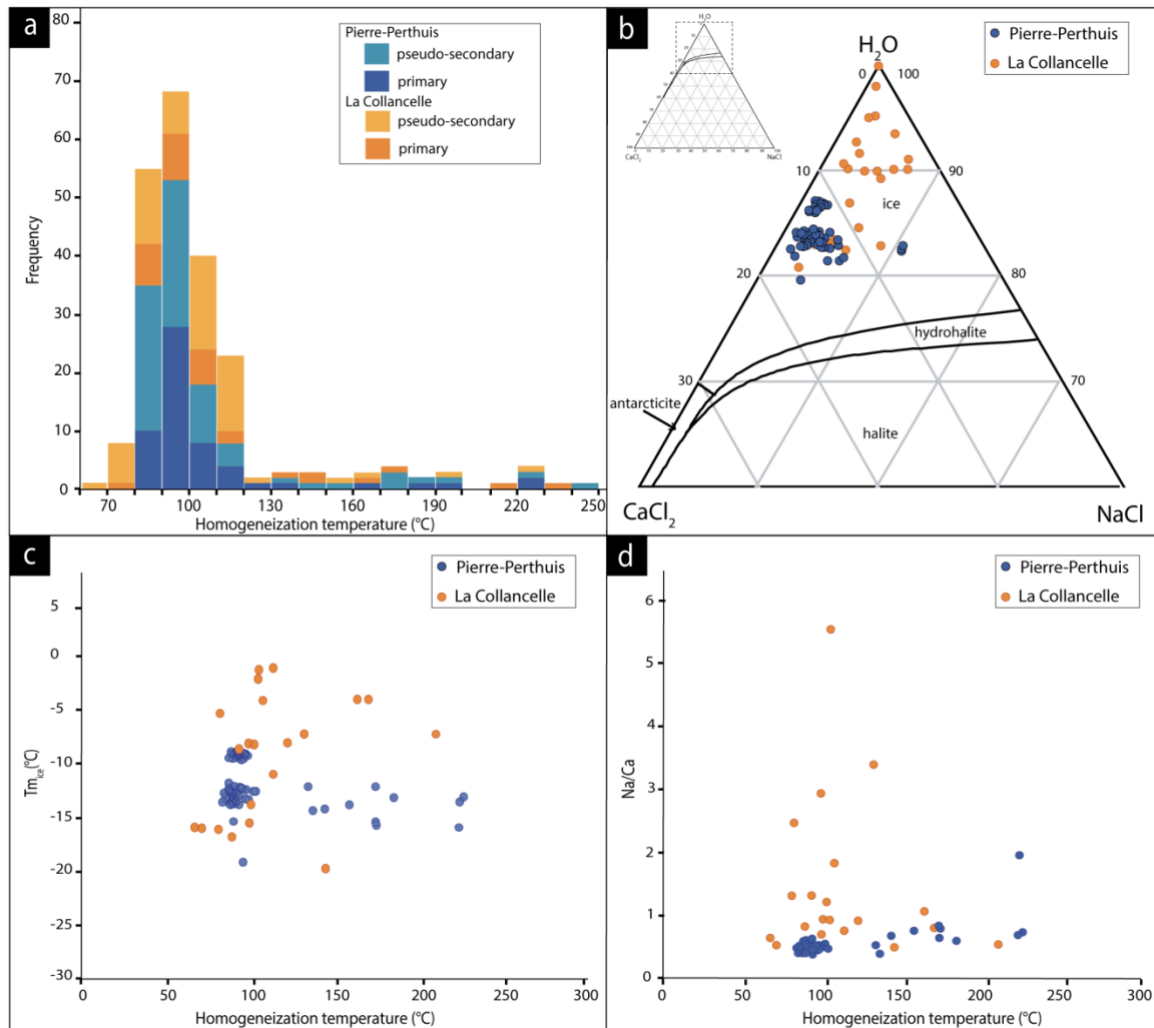 a
80
70
60
50
40
30
20
10
0
Frequency
70
100
130
160
190
220
250
Homogeneization temperature (°C)
Pierre-Perthuis
pseudo-secondary
primary
La Collancelle
pseudo-secondary
primary
b
Pierre-Perthuis
La Collancelle
H2O
CaCl2
NaCl
H2O
0 100
10
90
ice
20
80
hydrohalite
30
70
antarcticite
halite
CaCl2
NaCl
c
Pierre-Perthuis
La Collancelle
5
0
-5
-10
-15
-20
-25
-30
Tmice(°C)
0
50
100
150
200
250
300
Homogeneization temperature (°C)
d
Pierre-Perthuis
La Collancelle
6
5
4
3
2
1
0
Na/Ca
50
100
150
200
250
300
Homogeneization temperature (°C)